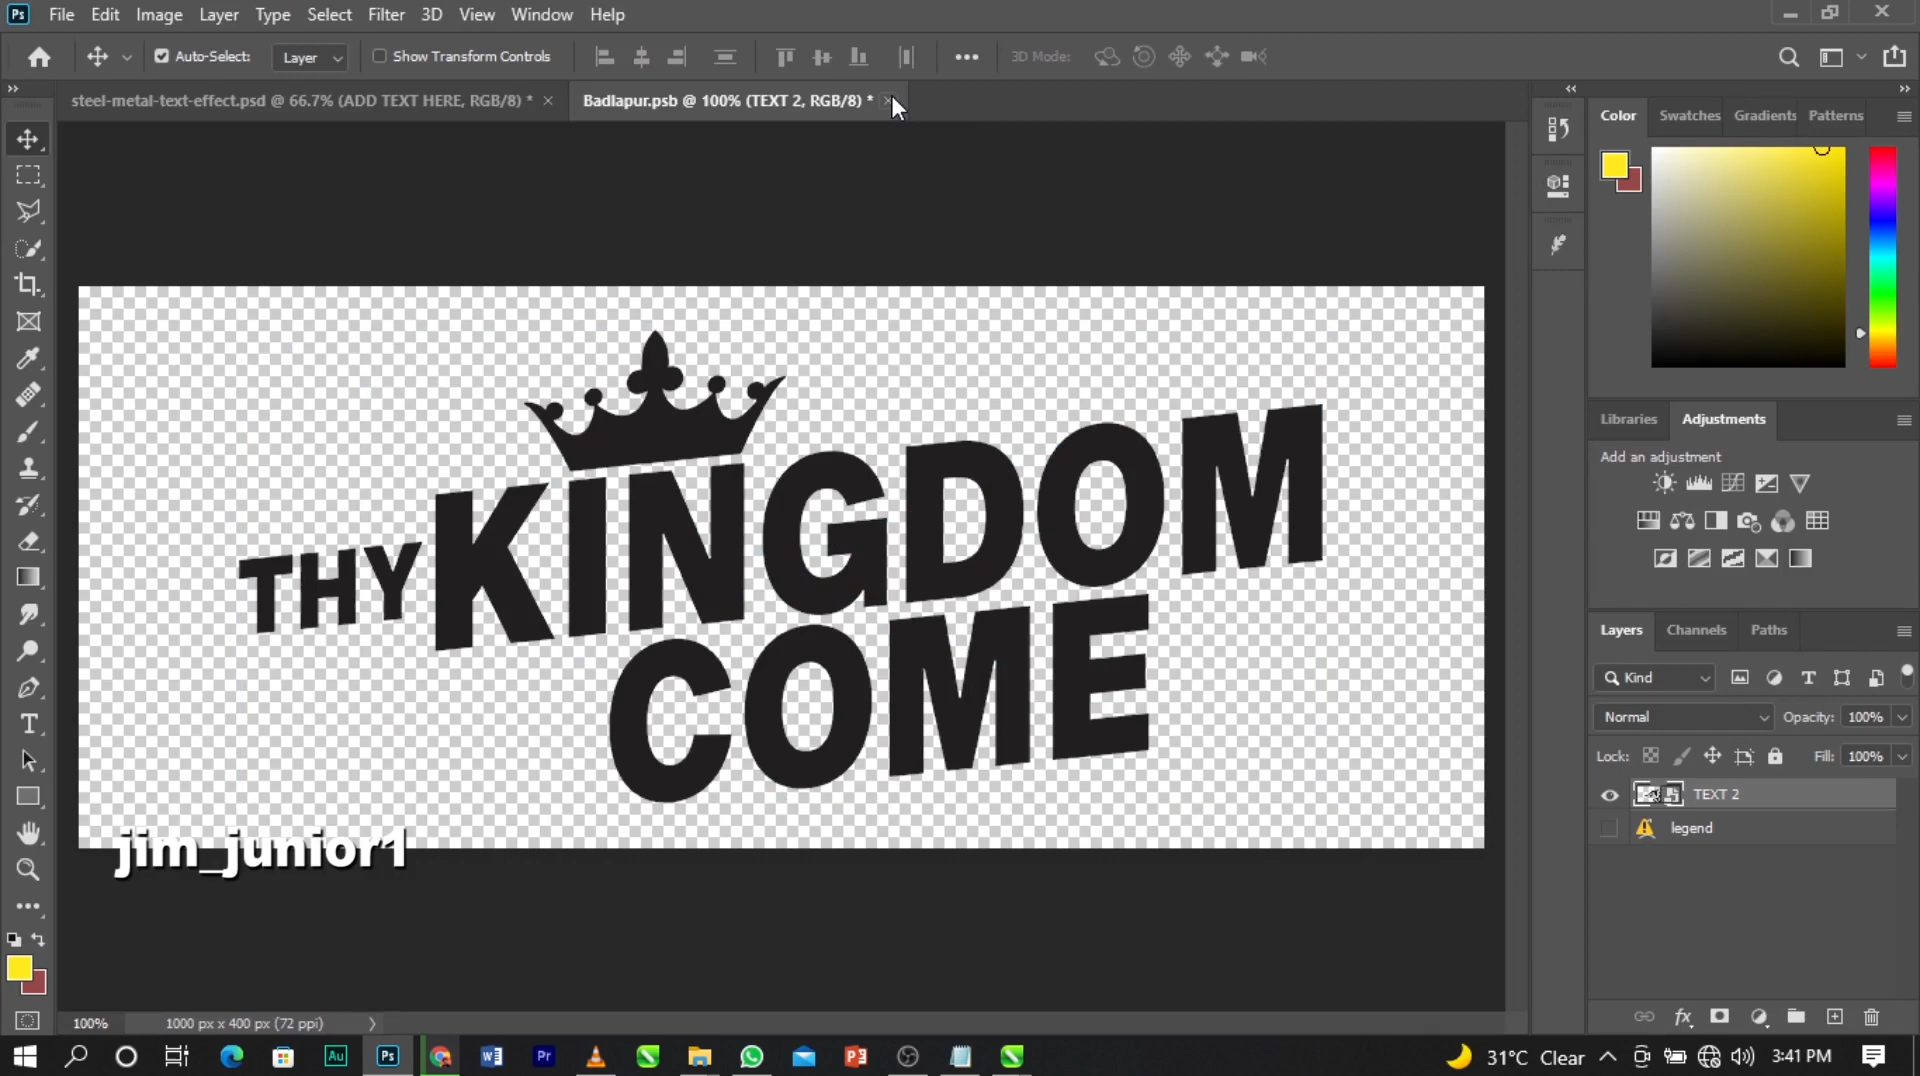 Ps File Edit Image Layer Type Select Filter 3D View Window Help
Auto-Select: Layer Show Transform Controls 3D Mode:
steel-metal-text-effect.psd @ 66.7% (ADD TEXT HERE, RGB/8) * × Badlapur.psb @ 100% (TEXT 2, RGB/8) * ×
Color Swatches Gradients Patterns
THY KINGDOM
COME
jim_junior1
Libraries Adjustments
Add an adjustment
Layers Channels Paths
Kind
Normal Opacity: 100%
Lock: Fill: 100%
TEXT 2
legend
fx
100% 1000 px x 400 px (72 ppi)
Au Ps W Pr P 31°C Clear 3:41 PM